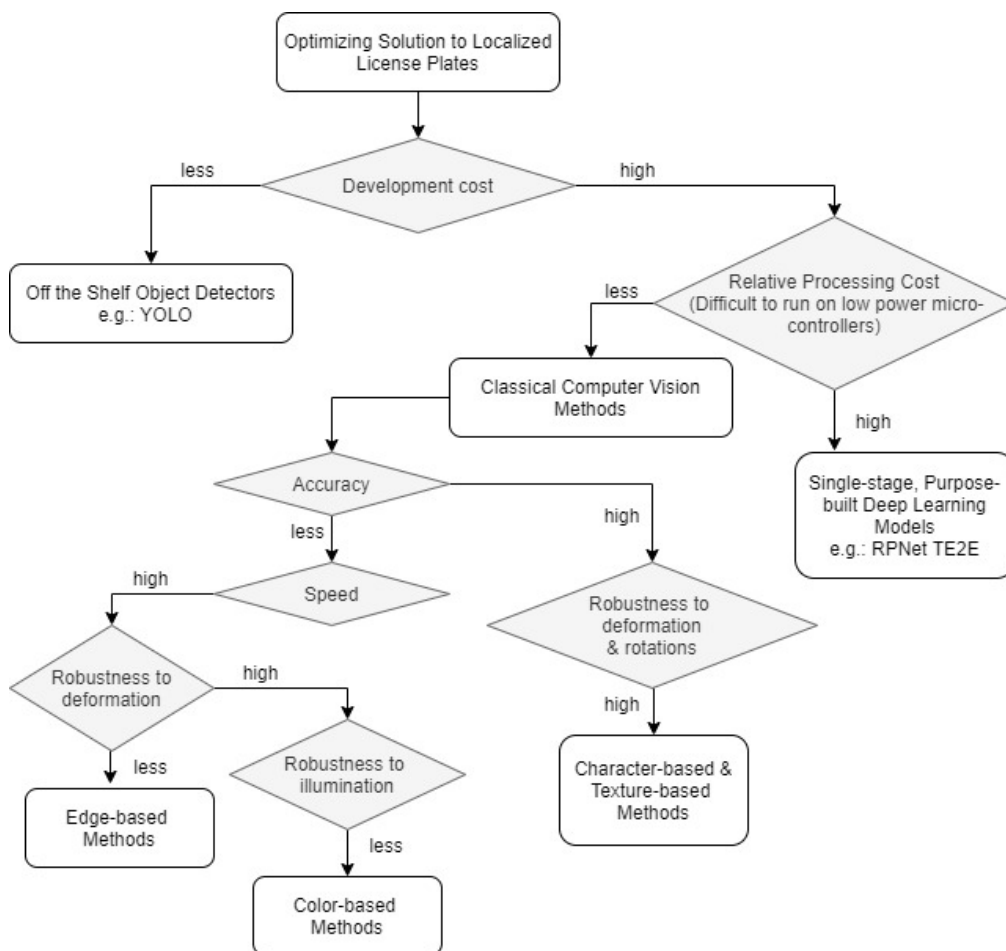 Optimizing Solution to Localized
License Plates
less
Development cost
high
Off the Shelf Object Detectors
e.g.: YOLO
Relative Processing Cost
(Difficult to run on low power micro-
controllers)
less
Classical Computer Vision
Methods
high
Accuracy
Single-stage, Purpose-
built Deep Learning
Models
e.g.: RPNet TE2E
less
high
high
Speed
Robustness to
deformation
& rotations
Robustness to
deformation
high
high
less
Robustness to
illumination
Character-based &
Texture-based
Methods
Edge-based
Methods
less
Color-based
Methods